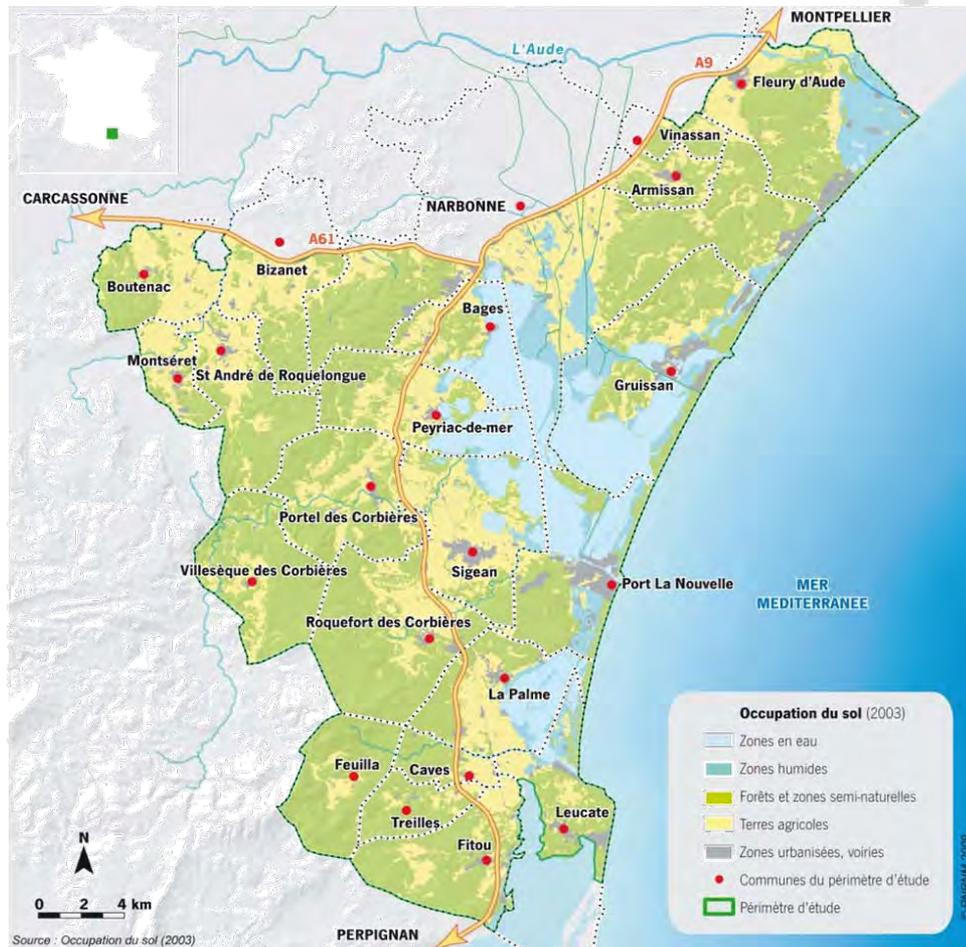 MONTPELLIER
L'Aude
A9
Fleury d'Aude
Vinassan
Armissan
CARCASSONNE
NARBONNE
A61
Bizanet
Boutenac
Bages
Montséret
St André de Roquelongue
Gruissan
Peyriac-de-mer
Portel des Corbières
Villesèque des Corbières
Sigean
Port La Nouvelle
MER
MEDITERRANEE
Roquefort des Corbières
La Palme
Feuilla
Caves
Treilles
Leucate
Fitou
PERPIGNAN
N
0 2 4 km
Source : Occupation du sol (2003)
Occupation du sol (2003)
Zones en eau
Zones humides
Forêts et zones semi-naturelles
Terres agricoles
Zones urbanisées, voiries
Communes du périmètre d'étude
Périmètre d'étude